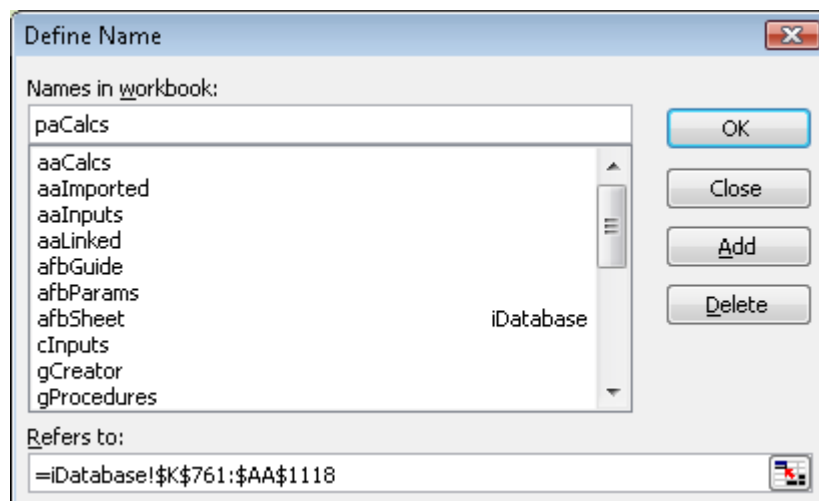 Define Name
Names in workbook:
paCalcs
OK
aaCalcs
aaImported
Close
aaInputs
aaLinked
Add
afbGuide
afbParams
Delete
afbSheet iDatabase
cInputs
gCreator
gProcedures
Refers to:
=iDatabase!$K$761:$AA$1118